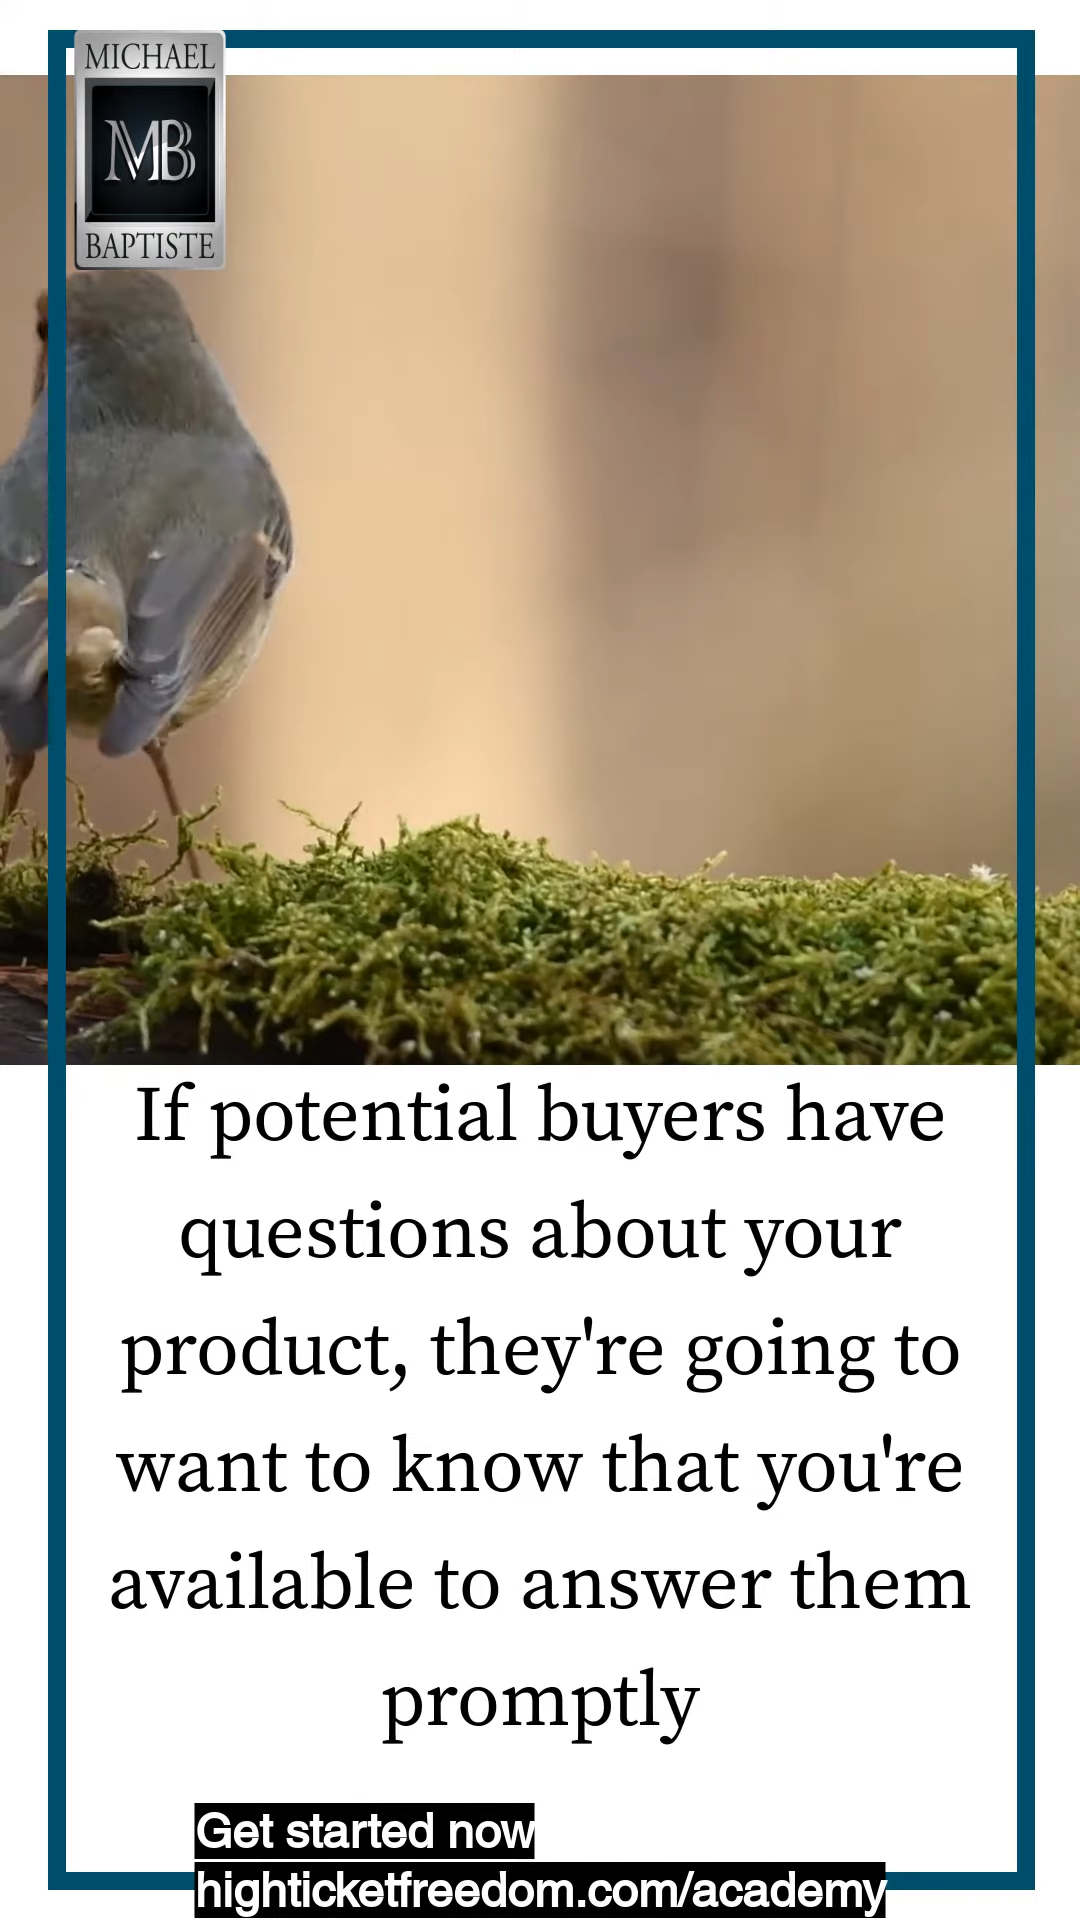 MICHAEL
MB
BAPTISTE
If potential buyers have
questions about your
product, they're going to
want to know that you're
available to answer them
promptly
Get started now
highticketfreedom.com/academy